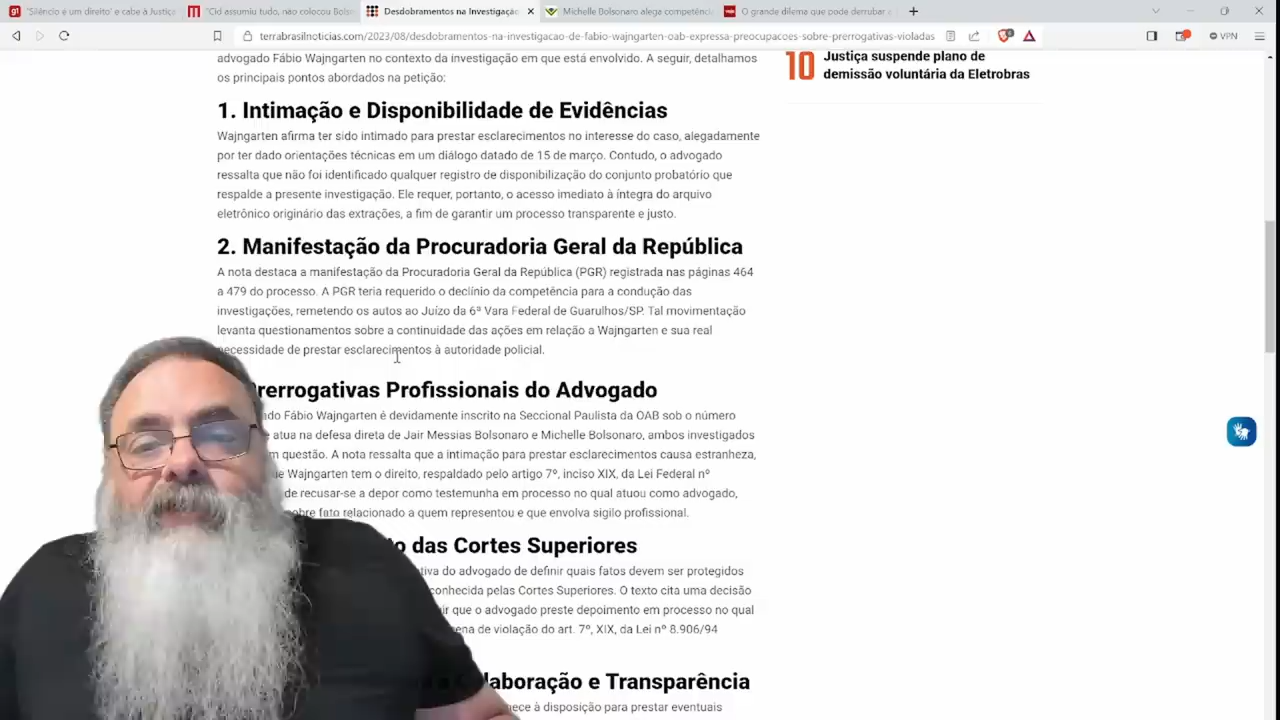 'Silêncio é um direito' e cabe à Justiça
"Cid assumiu tudo, não colocou Bolso
Desdobramentos na Investigação
Michelle Bolsonaro alega competênci
O grande dilema que pode derrubar a
terrabrasilnoticias.com/2023/08/desdobramentos-na-investigacao-de-fabio-wajngarten-oab-expressa-preocupacoes-sobre-prerrogativas-violadas
VPN
advogado Fábio Wajngarten no contexto da investigação em que está envolvido. A seguir, detalhamos
os principais pontos abordados na petição:
10 Justiça suspende plano de
demissão voluntária da Eletrobras
1. Intimação e Disponibilidade de Evidências
Wajngarten afirma ter sido intimado para prestar esclarecimentos no interesse do caso, alegadamente
por ter dado orientações técnicas em um diálogo datado de 15 de março. Contudo, o advogado
ressalta que não foi identificado qualquer registro de disponibilização do conjunto probatório que
respalde a presente investigação. Ele requer, portanto, o acesso imediato à íntegra do arquivo
eletrônico originário das extrações, a fim de garantir um processo transparente e justo.
2. Manifestação da Procuradoria Geral da República
A nota destaca a manifestação da Procuradoria Geral da República (PGR) registrada nas páginas 464
a 479 do processo. A PGR teria requerido o declínio da competência para a condução das
investigações, remetendo os autos ao Juízo da 6ª Vara Federal de Guarulhos/SP. Tal movimentação
levanta questionamentos sobre a continuidade das ações em relação a Wajngarten e sua real
necessidade de prestar esclarecimentos à autoridade policial.
Prerrogativas Profissionais do Advogado
ado Fábio Wajngarten é devidamente inscrito na Seccional Paulista da OAB sob o número
e atua na defesa direta de Jair Messias Bolsonaro e Michelle Bolsonaro, ambos investigados
m questão. A nota ressalta que a intimação para prestar esclarecimentos causa estranheza,
ue Wajngarten tem o direito, respaldado pelo artigo 7º, inciso XIX, da Lei Federal nº
de recusar-se a depor como testemunha em processo no qual atuou como advogado,
obre fato relacionado a quem representou e que envolva sigilo profissional.
to das Cortes Superiores
tiva do advogado de definir quais fatos devem ser protegidos
conhecida pelas Cortes Superiores. O texto cita uma decisão
ir que o advogado preste depoimento em processo no qual
ena de violação do art. 7º, XIX, da Lei nº 8.906/94
laboração e Transparência
nece à disposição para prestar eventuais